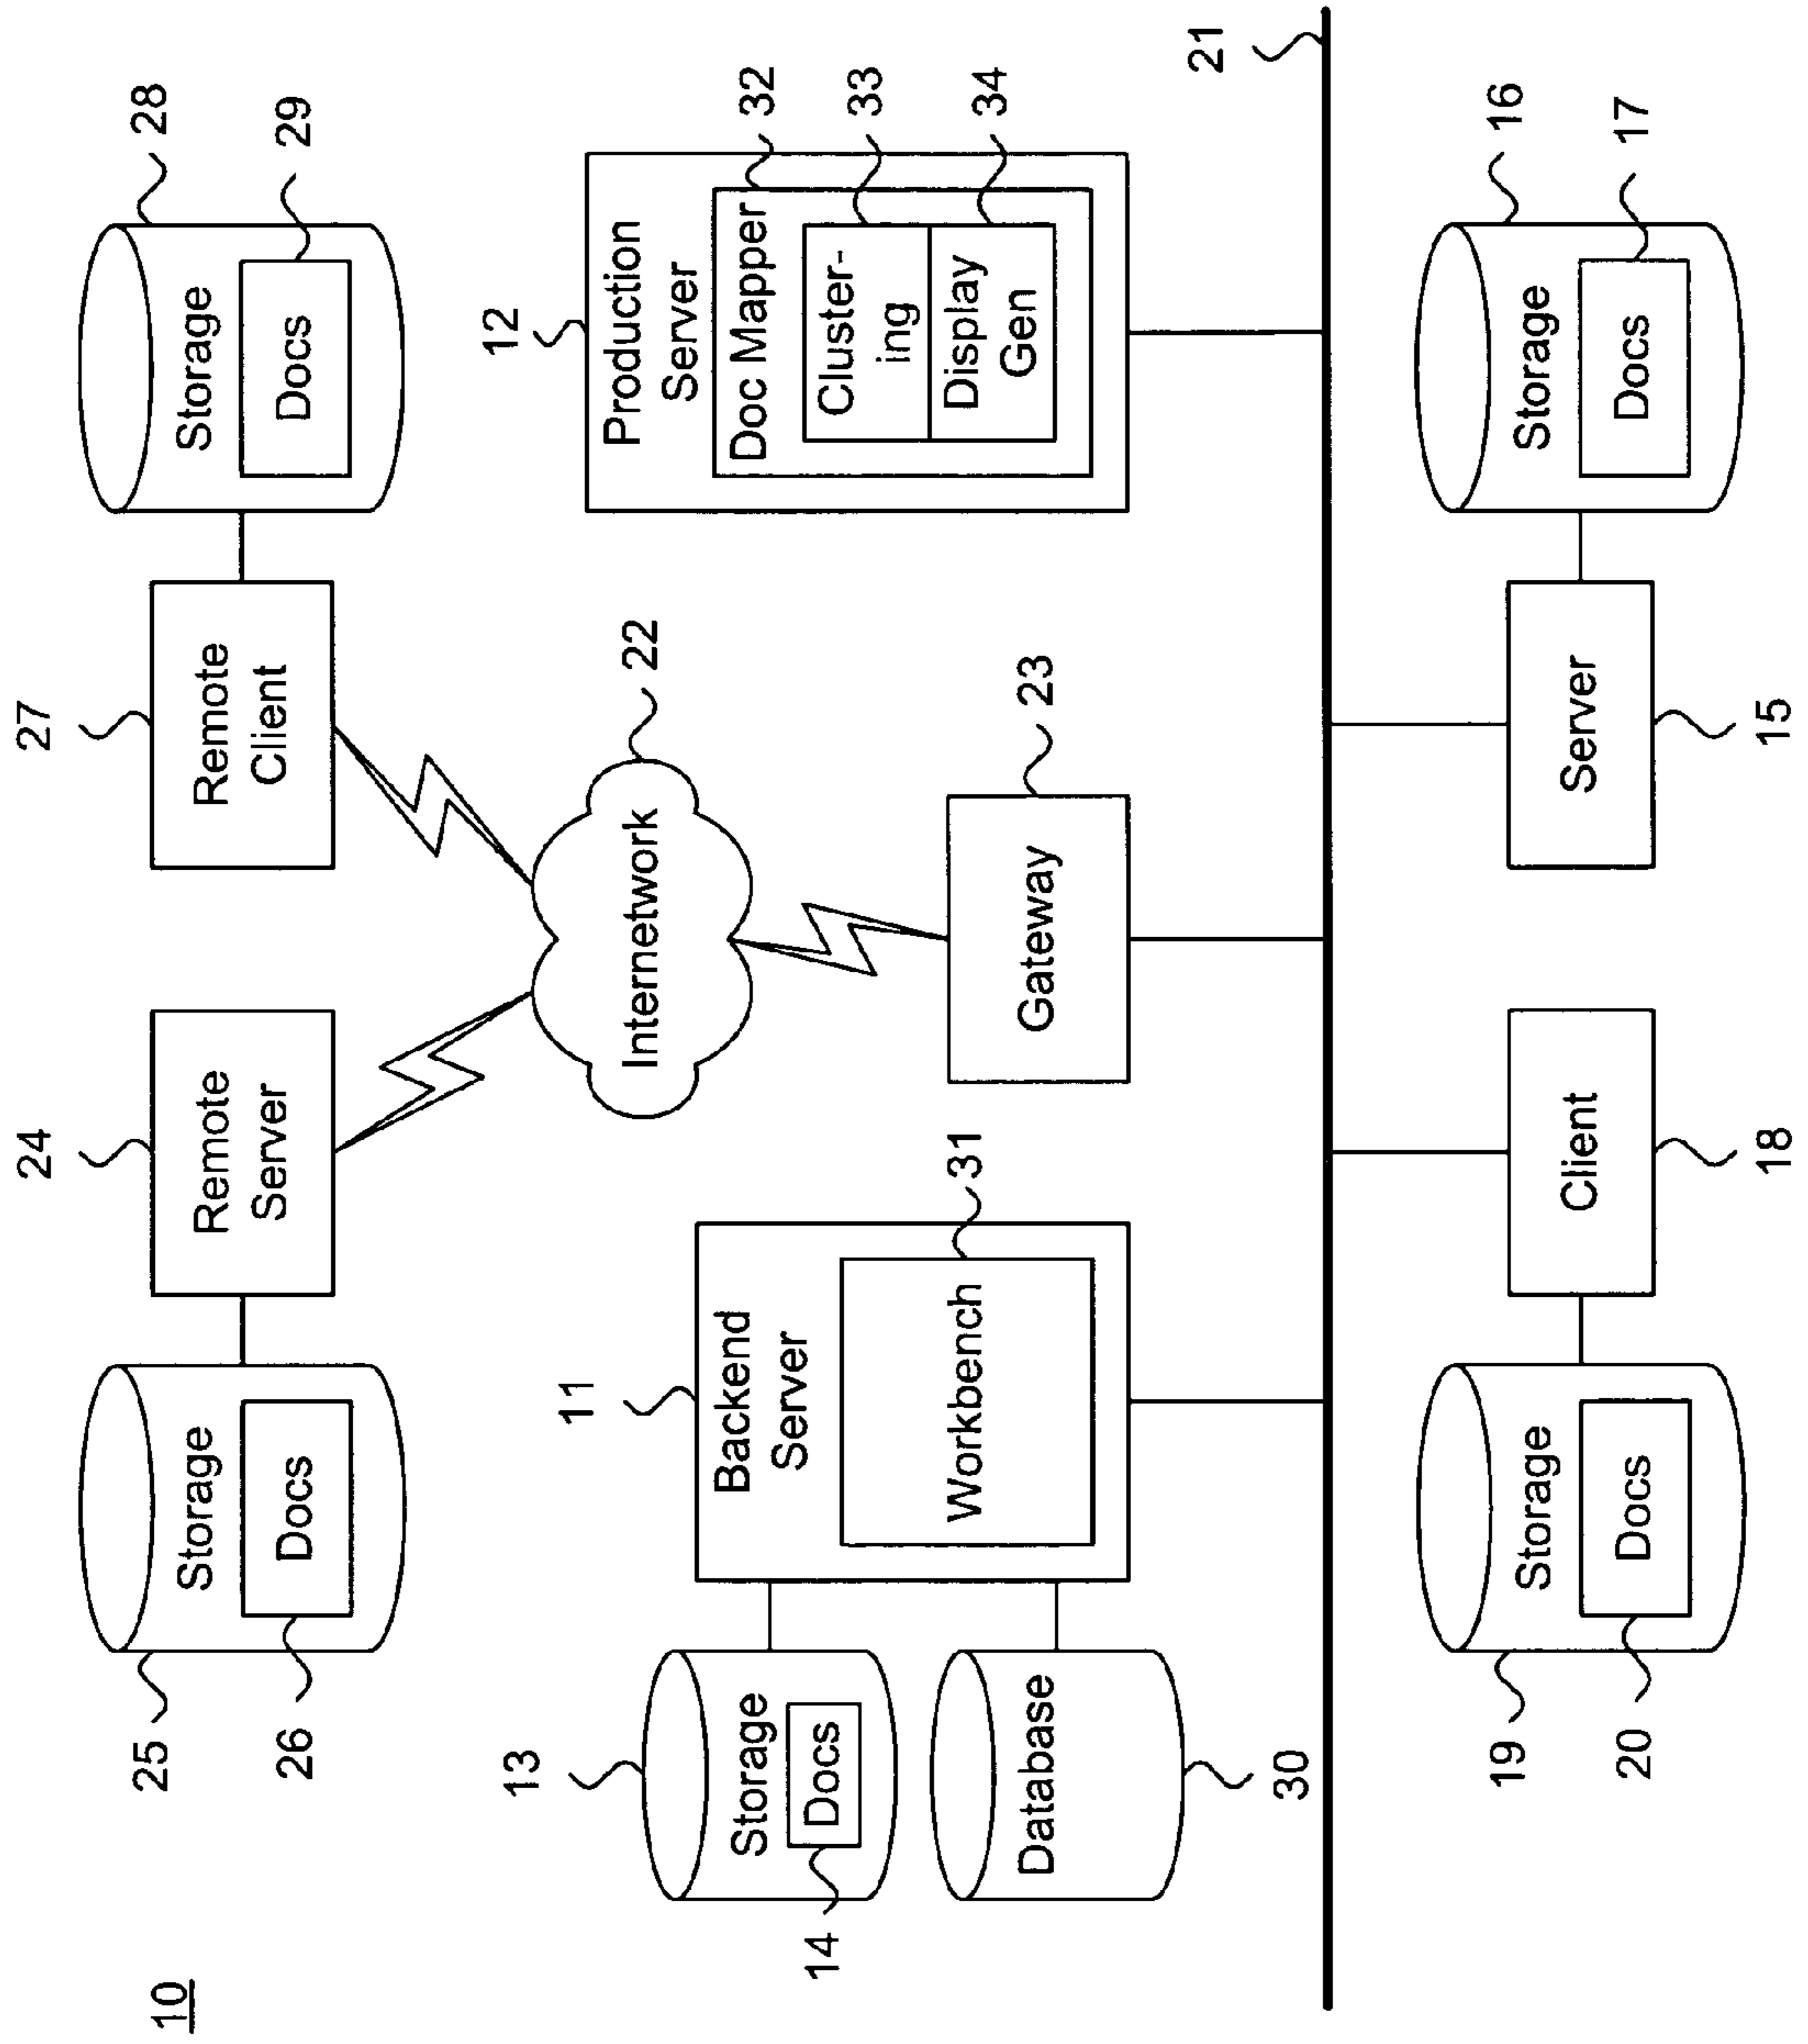 10
24
27
25
Storage
Docs
26
Remote
Server
Remote
Client
28
Storage
Docs
29
22
Internetwork
11
Backend
Server
Workbench
31
13
Storage
Docs
14
Database
30
23
Gateway
12
Production
Server
Doc Mapper
32
Cluster-
ing
33
Display
Gen
34
21
19
Storage
Docs
20
Client
18
Server
15
16
Storage
Docs
17